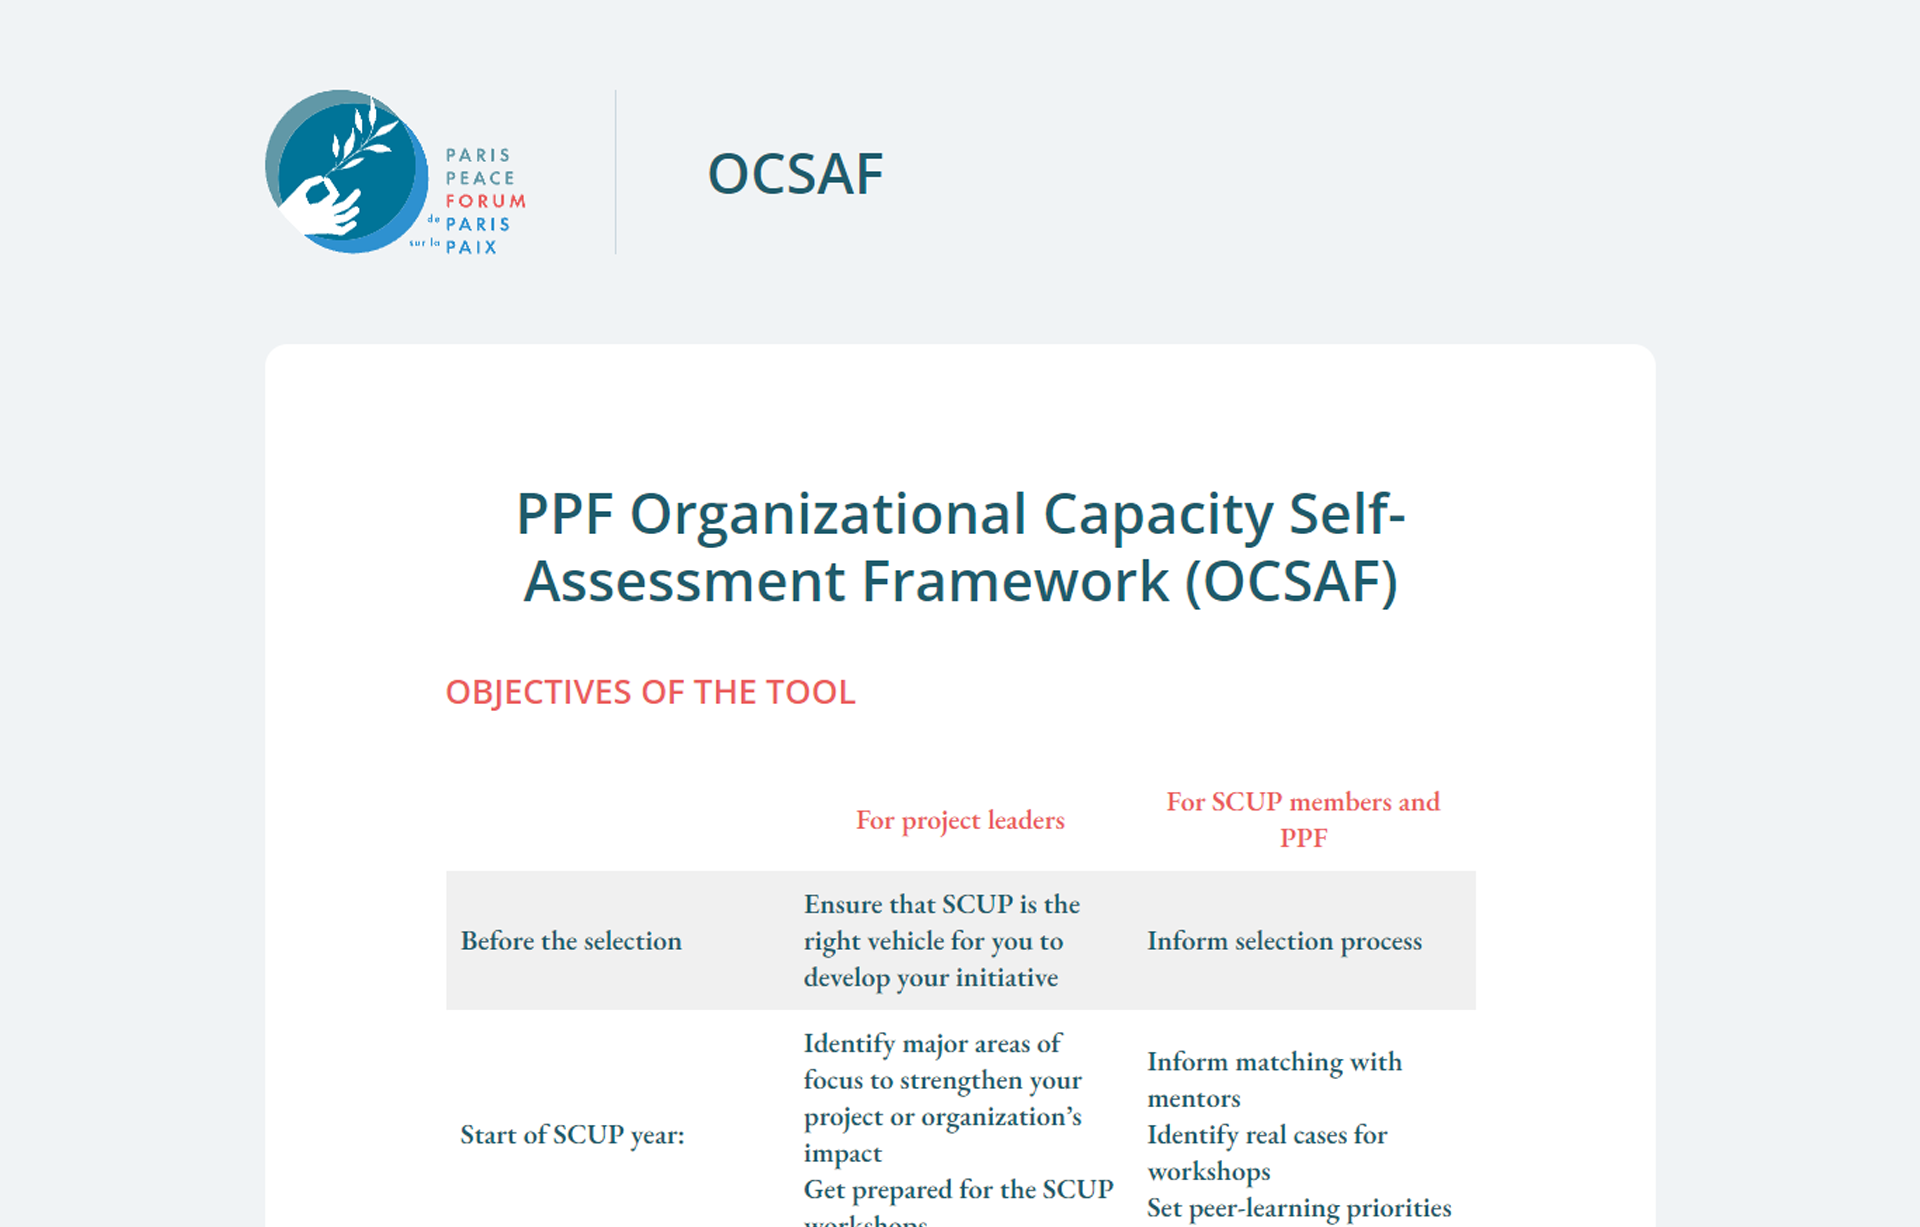 PARIS
PEACE
FORUM
de PARIS
sur la PAIX
OCSAF
PPF Organizational Capacity Self-
Assessment Framework (OCSAF)
OBJECTIVES OF THE TOOL
For project leaders
For SCUP members and
PPF
Before the selection
Ensure that SCUP is the
right vehicle for you to
develop your initiative
Inform selection process
Start of SCUP year:
Identify major areas of
focus to strengthen your
project or organization’s
impact
Get prepared for the SCUP
workshops
Inform matching with
mentors
Identify real cases for
workshops
Set peer-learning priorities